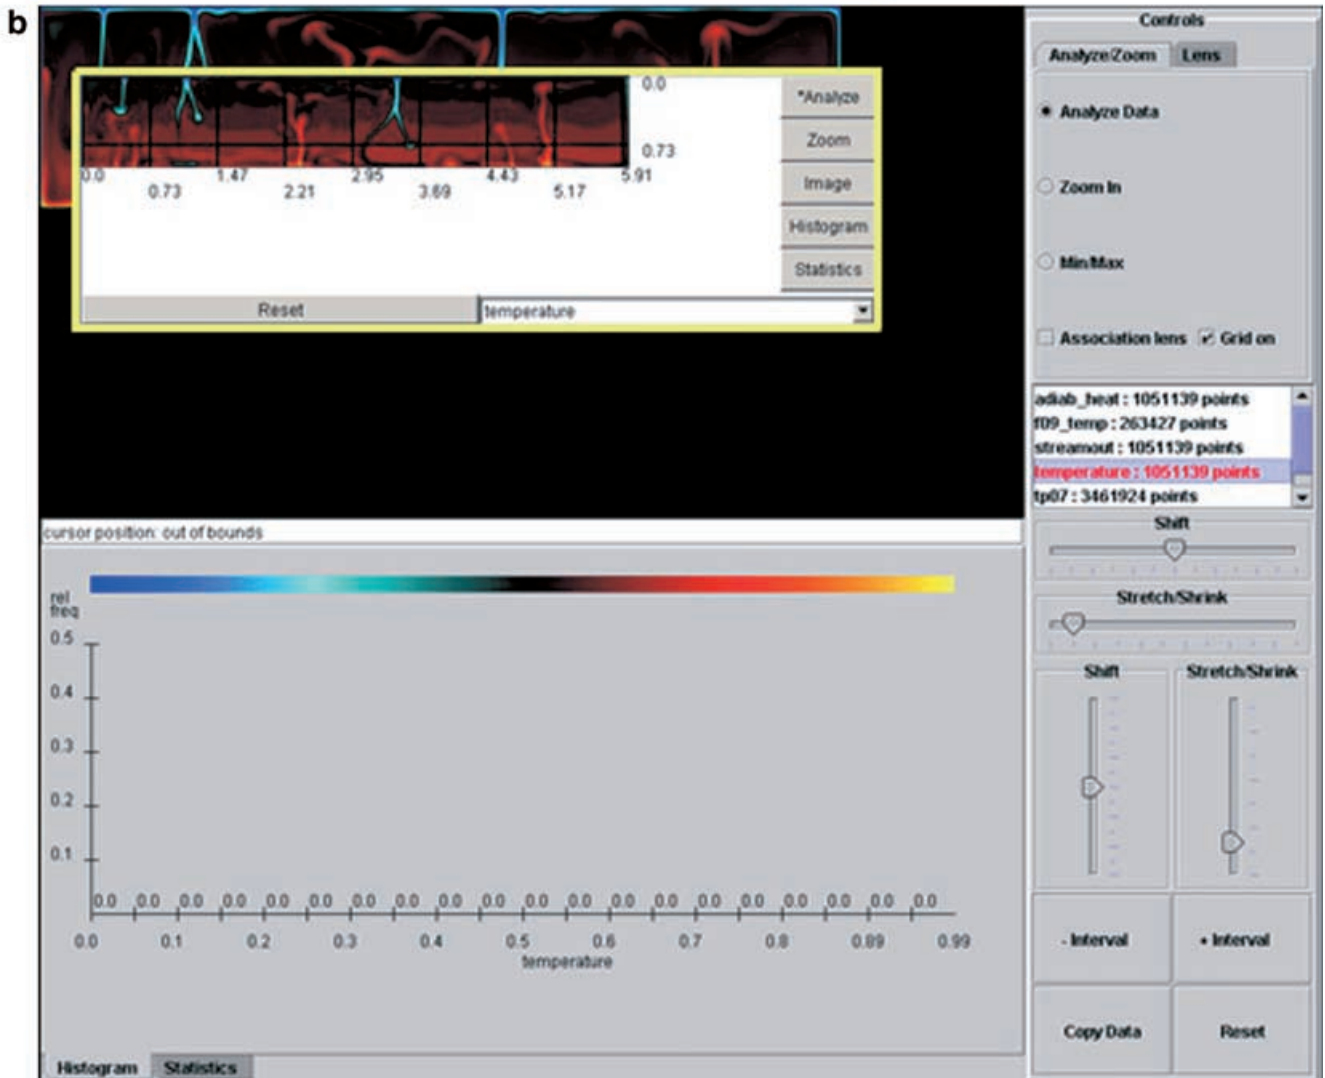 b
0.0
0.73
0.0 0.73 1.47 2.21 2.95 3.69 4.43 5.17 5.91
*Analyze
Zoom
Image
Histogram
Statistics
Reset
temperature
cursor position: out of bounds
rel
freq
0.5
0.4
0.3
0.2
0.1
0.0 0.0 0.0 0.0 0.0 0.0 0.0 0.0 0.0 0.0 0.0 0.0 0.0 0.0 0.0 0.0 0.0 0.0 0.0 0.0
0.0 0.1 0.2 0.3 0.4 0.5 0.6 0.7 0.8 0.89 0.99
temperature
Histogram Statistics
Controls
Analyze/Zoom Lens
Analyze Data
Zoom In
Min/Max
Association lens Grid on
adiab_heat : 1051139 points
f09_temp : 263427 points
streamout : 1051139 points
temperature : 1051139 points
tp07 : 3461924 points
Shift
Stretch/Shrink
Shift Stretch/Shrink
- Interval + Interval
Copy Data Reset